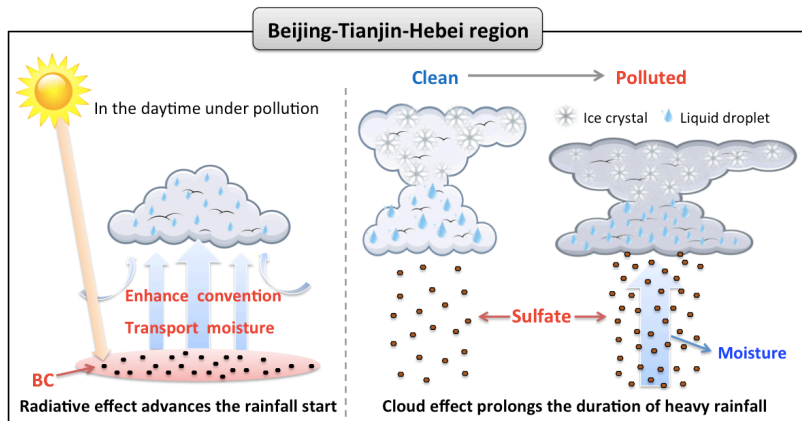 Beijing-Tianjin-Hebei region
In the daytime under pollution
Enhance convention
Transport moisture
BC
Radiative effect advances the rainfall start
Clean
Polluted
Ice crystal
Liquid droplet
Sulfate
Moisture
Cloud effect prolongs the duration of heavy rainfall